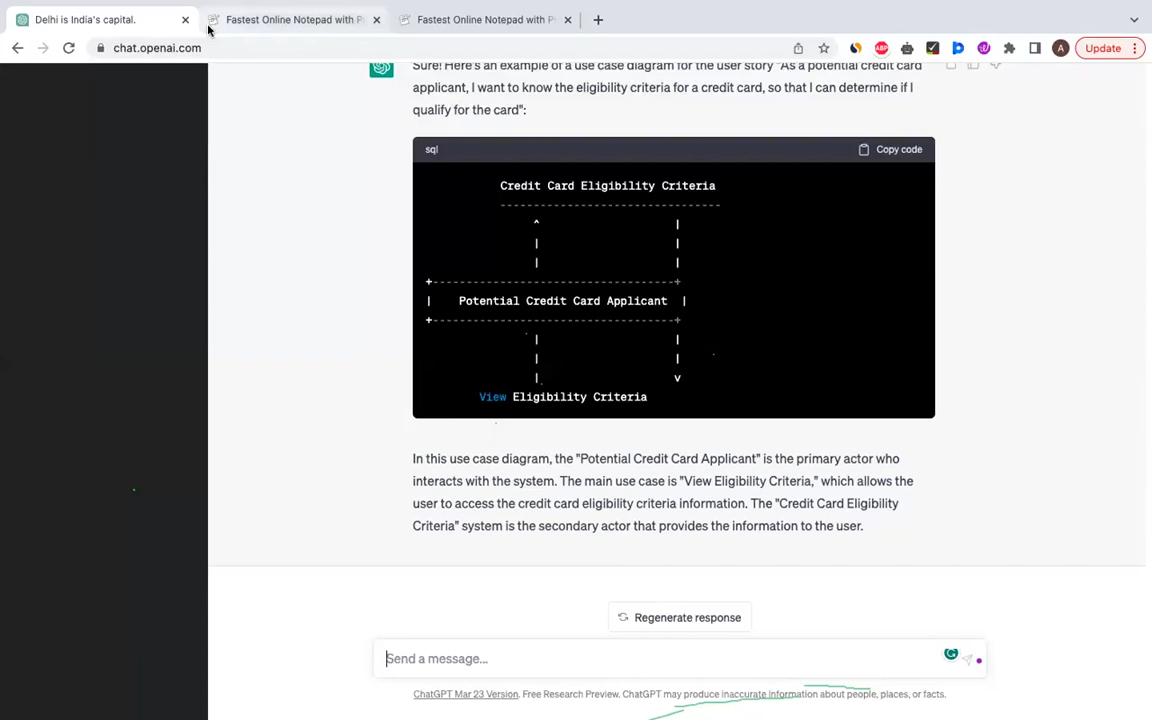 Delhi is India's capital.
Fastest Online Notepad with P
Fastest Online Notepad with P
chat.openai.com
ABP
A
Update
Sure! Here's an example of a use case diagram for the user story "As a potential credit card
applicant, I want to know the eligibility criteria for a credit card, so that I can determine if I
qualify for the card":
sql
Copy code
Credit Card Eligibility Criteria
---------------------------------
^ |
| |
| |
+-------------------------------------+
| Potential Credit Card Applicant |
+-------------------------------------+
| |
| |
| v
View Eligibility Criteria
In this use case diagram, the "Potential Credit Card Applicant" is the primary actor who
interacts with the system. The main use case is "View Eligibility Criteria," which allows the
user to access the credit card eligibility criteria information. The "Credit Card Eligibility
Criteria" system is the secondary actor that provides the information to the user.
Regenerate response
Send a message...
ChatGPT Mar 23 Version. Free Research Preview. ChatGPT may produce inaccurate information about people, places, or facts.